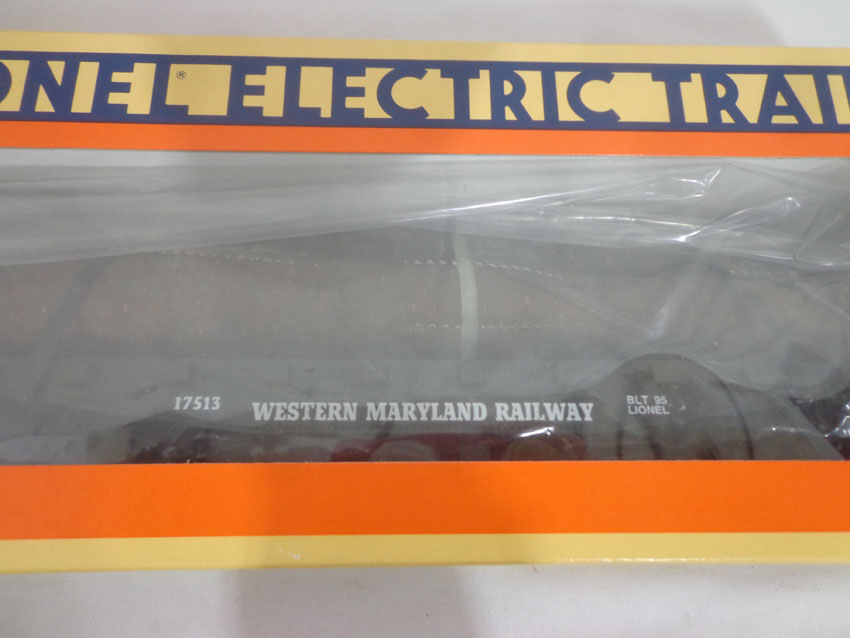 ONEL® ELECTRIC TRAI
17513 WESTERN MARYLAND RAILWAY BLT 95
LIONEL